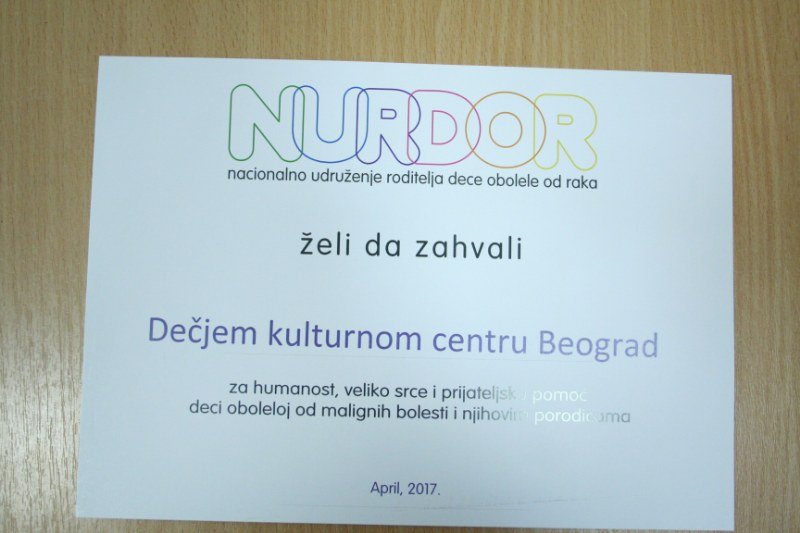 NURDOR
nacionalno udruženje roditelja dece obolele od raka
želi da zahvali
Dečjem kulturnom centru Beograd
za humanost, veliko srce i prijateljsku pomoć
deci oboleloj od malignih bolesti i njihovim porodicama
April, 2017.